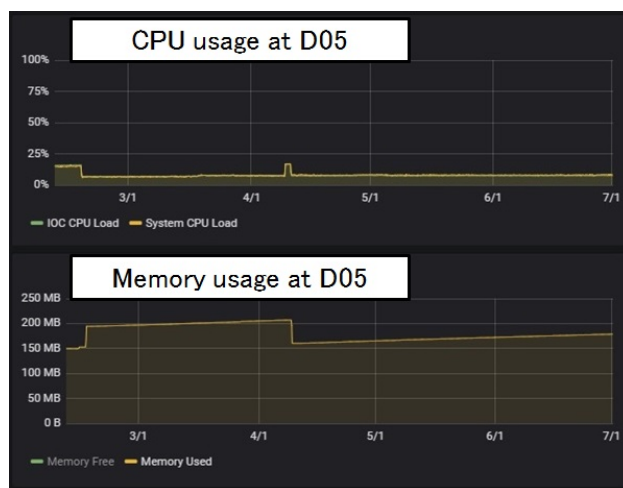 CPU usage at D05
100%
75%
50%
25%
0%
3/1 4/1 5/1 6/1 7/1
IOC CPU Load System CPU Load
Memory usage at D05
250 MB
200 MB
150 MB
100 MB
50 MB
0 B
3/1 4/1 5/1 6/1 7/1
Memory Free Memory Used